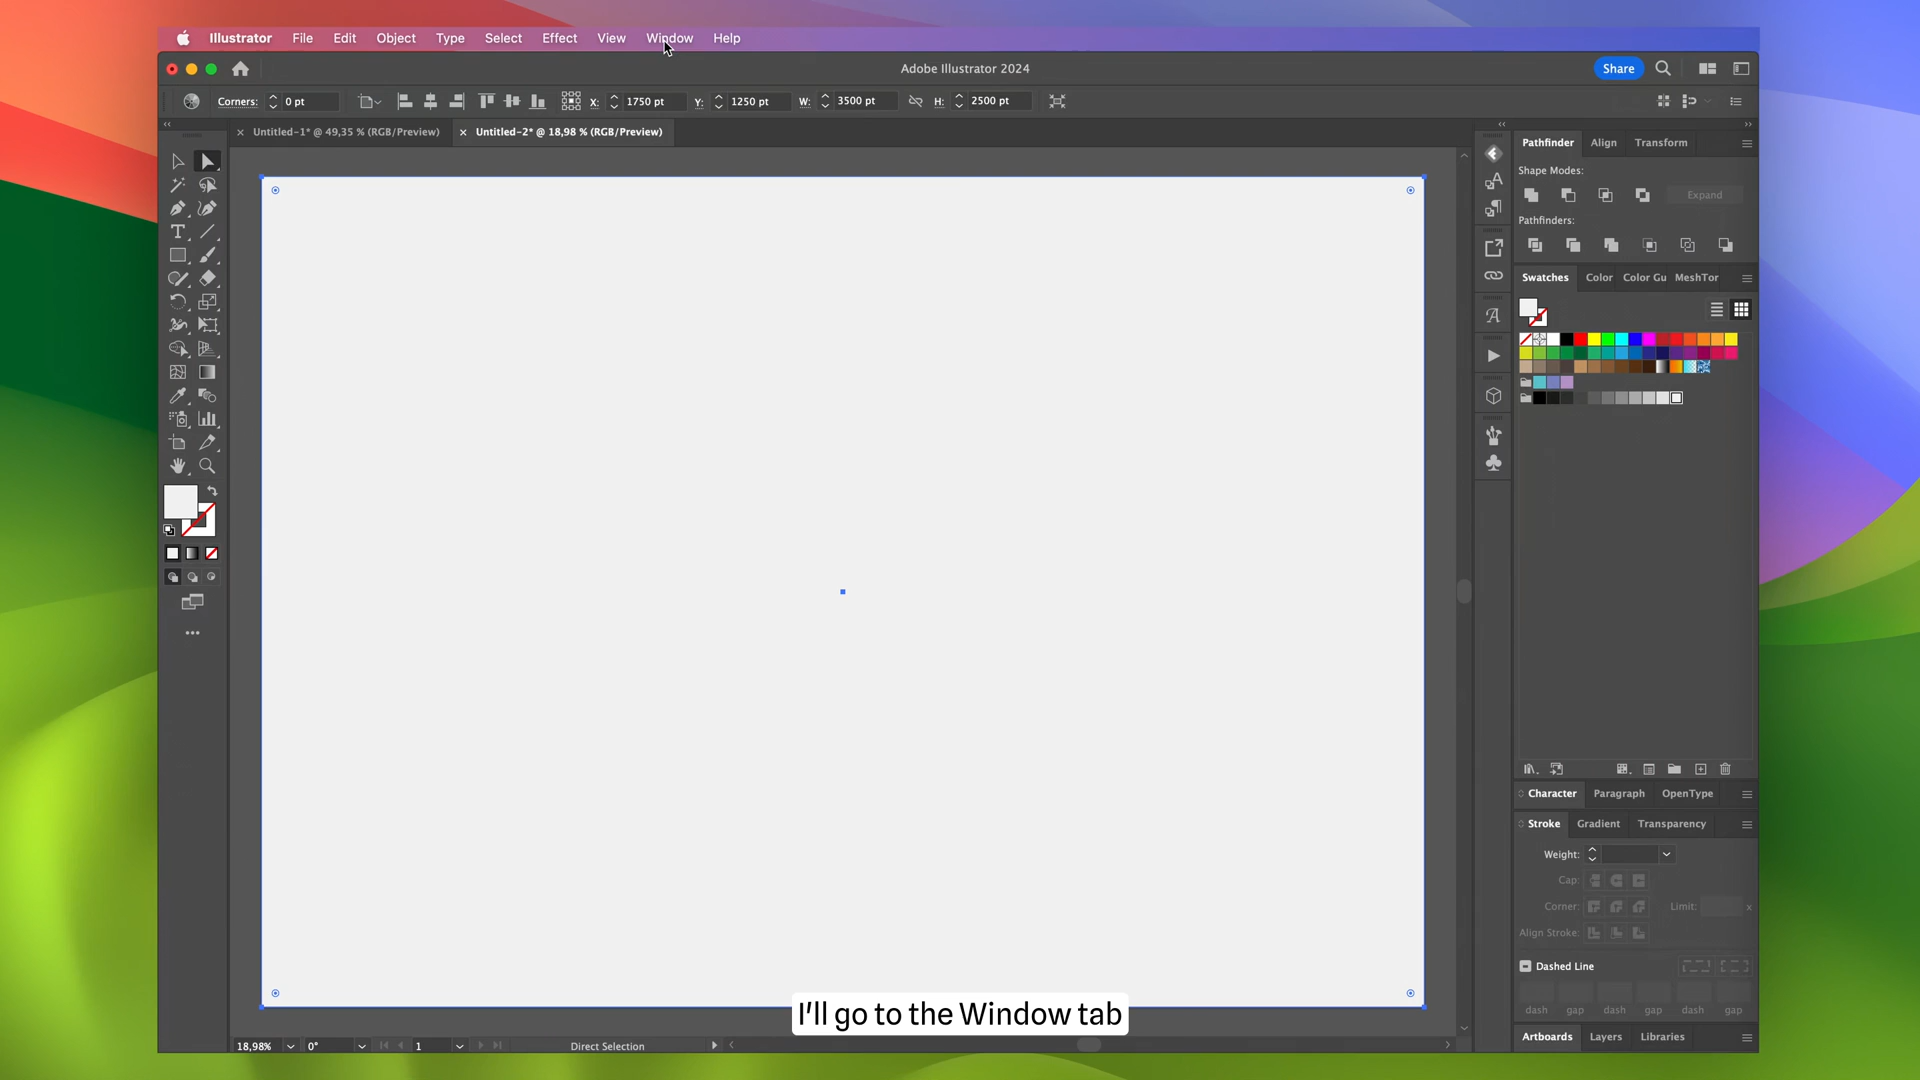 Illustrator File Edit Object Type Select Effect View Window Help
Adobe Illustrator 2024
Share
Corners: 0 pt X: 1750 pt Y: 1250 pt W: 3500 pt H: 2500 pt
Untitled-1* @ 49,35 % (RGB/Preview)
Untitled-2* @ 18,98 % (RGB/Preview)
Pathfinder Align Transform
Shape Modes:
Expand
Pathfinders:
Swatches Color Color Gu MeshTor
Character Paragraph OpenType
Stroke Gradient Transparency
Weight:
Cap:
Corner: Limit: x
Align Stroke:
Dashed Line
dash gap dash gap dash gap
Artboards Layers Libraries
I'll go to the Window tab
18,98% 0° 1 Direct Selection